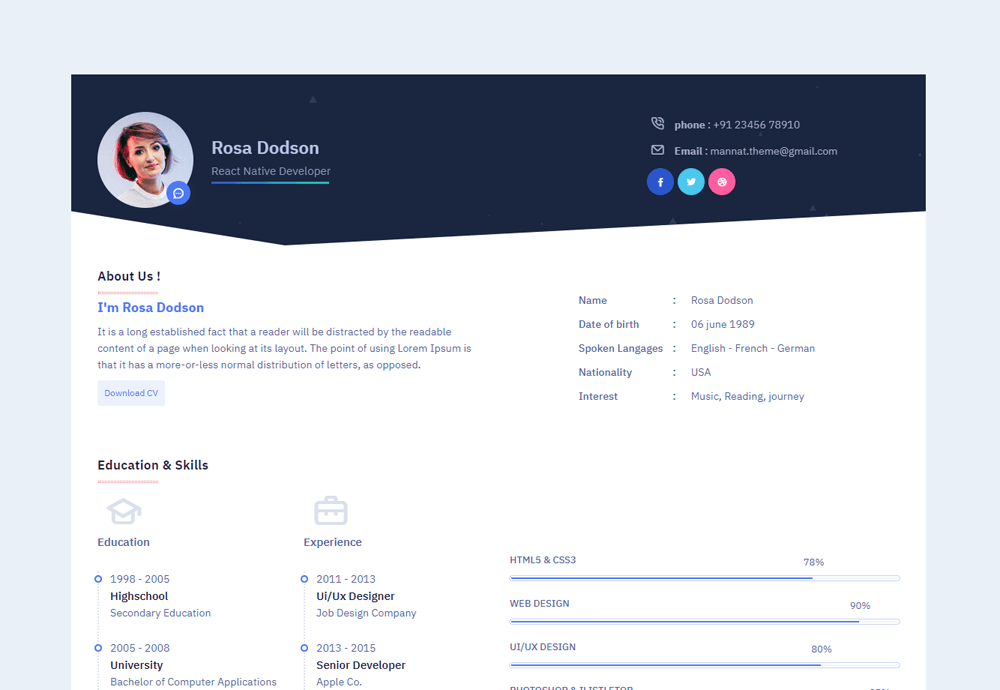 Rosa Dodson
React Native Developer
phone : +91 23456 78910
Email : mannat.theme@gmail.com
About Us !
I'm Rosa Dodson
It is a long established fact that a reader will be distracted by the readable
content of a page when looking at its layout. The point of using Lorem Ipsum is
that it has a more-or-less normal distribution of letters, as opposed.
Download CV
Name : Rosa Dodson
Date of birth : 06 june 1989
Spoken Langages : English - French - German
Nationality : USA
Interest : Music, Reading, journey
Education & Skills
Education
1998 - 2005
Highschool
Secondary Education
2005 - 2008
University
Bachelor of Computer Applications
Experience
2011 - 2013
Ui/Ux Designer
Job Design Company
2013 - 2015
Senior Developer
Apple Co.
HTML5 & CSS3 78%
WEB DESIGN 90%
UI/UX DESIGN 80%